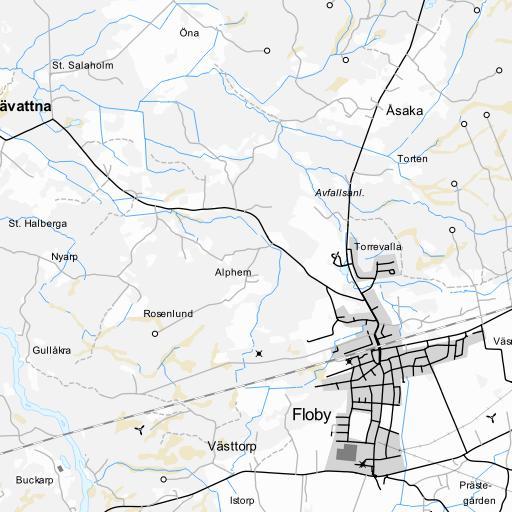 Öna
St. Salaholm
ävattna
Åsaka
Torten
Avfallsanl.
St. Halberga
Torrevalla
Nyarp
Alphem
Rosenlund
Gullåkra
Floby
Västtorp
Buckarp
Istorp
Präste-
gården